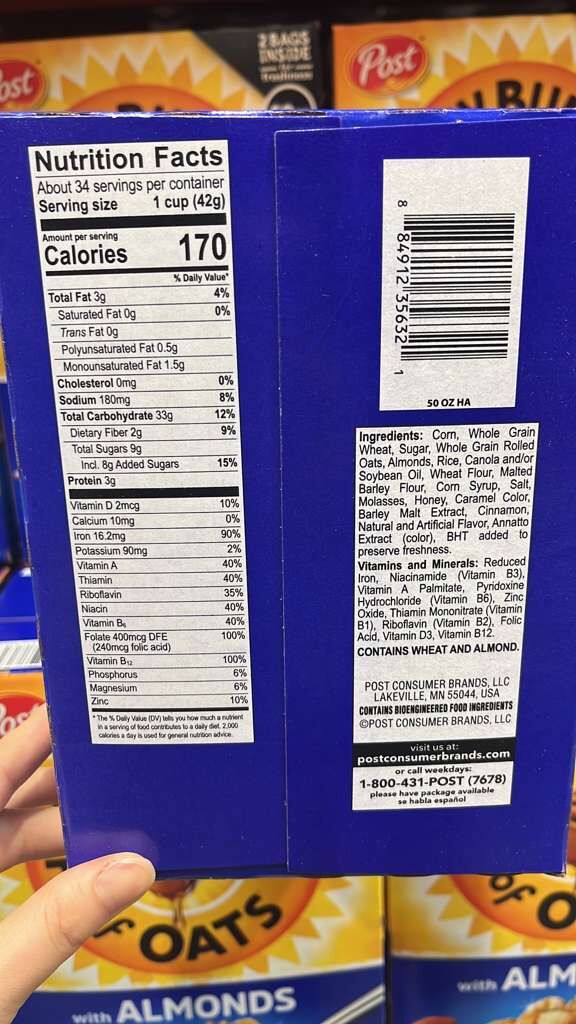 2 BAGS
INSIDE
Post
ost
Nutrition Facts
About 34 servings per container
Serving size 1 cup (42g)
Amount per serving
Calories 170
% Daily Value*
Total Fat 3g 4%
Saturated Fat 0g 0%
Trans Fat 0g
Polyunsaturated Fat 0.5g
Monounsaturated Fat 1.5g
Cholesterol 0mg 0%
Sodium 180mg 8%
Total Carbohydrate 33g 12%
Dietary Fiber 2g 9%
Total Sugars 9g
Incl. 8g Added Sugars 15%
Protein 3g
Vitamin D 2mcg 10%
Calcium 10mg 0%
Iron 16.2mg 90%
Potassium 90mg 2%
Vitamin A 40%
Thiamin 40%
Riboflavin 35%
Niacin 40%
Vitamin B₆ 40%
Folate 400mcg DFE 100%
(240mcg folic acid)
Vitamin B₁₂ 100%
Phosphorus 6%
Magnesium 6%
Zinc 10%
* The % Daily Value (DV) tells you how much a nutrient
in a serving of food contributes to a daily diet. 2,000
calories a day is used for general nutrition advice.
8 84912 35632 1
50 OZ HA
Ingredients: Corn, Whole Grain
Wheat, Sugar, Whole Grain Rolled
Oats, Almonds, Rice, Canola and/or
Soybean Oil, Wheat Flour, Malted
Barley Flour, Corn Syrup, Salt,
Molasses, Honey, Caramel Color,
Barley Malt Extract, Cinnamon,
Natural and Artificial Flavor, Annatto
Extract (color), BHT added to
preserve freshness.
Vitamins and Minerals: Reduced
Iron, Niacinamide (Vitamin B3),
Vitamin A Palmitate, Pyridoxine
Hydrochloride (Vitamin B6), Zinc
Oxide, Thiamin Mononitrate (Vitamin
B1), Riboflavin (Vitamin B2), Folic
Acid, Vitamin D3, Vitamin B12.
CONTAINS WHEAT AND ALMOND.
POST CONSUMER BRANDS, LLC
LAKEVILLE, MN 55044, USA
CONTAINS BIOENGINEERED FOOD INGREDIENTS
©POST CONSUMER BRANDS, LLC
visit us at:
postconsumerbrands.com
or call weekdays:
1-800-431-POST (7678)
please have package available
se habla español
OATS
with ALMONDS
OF O
with ALM